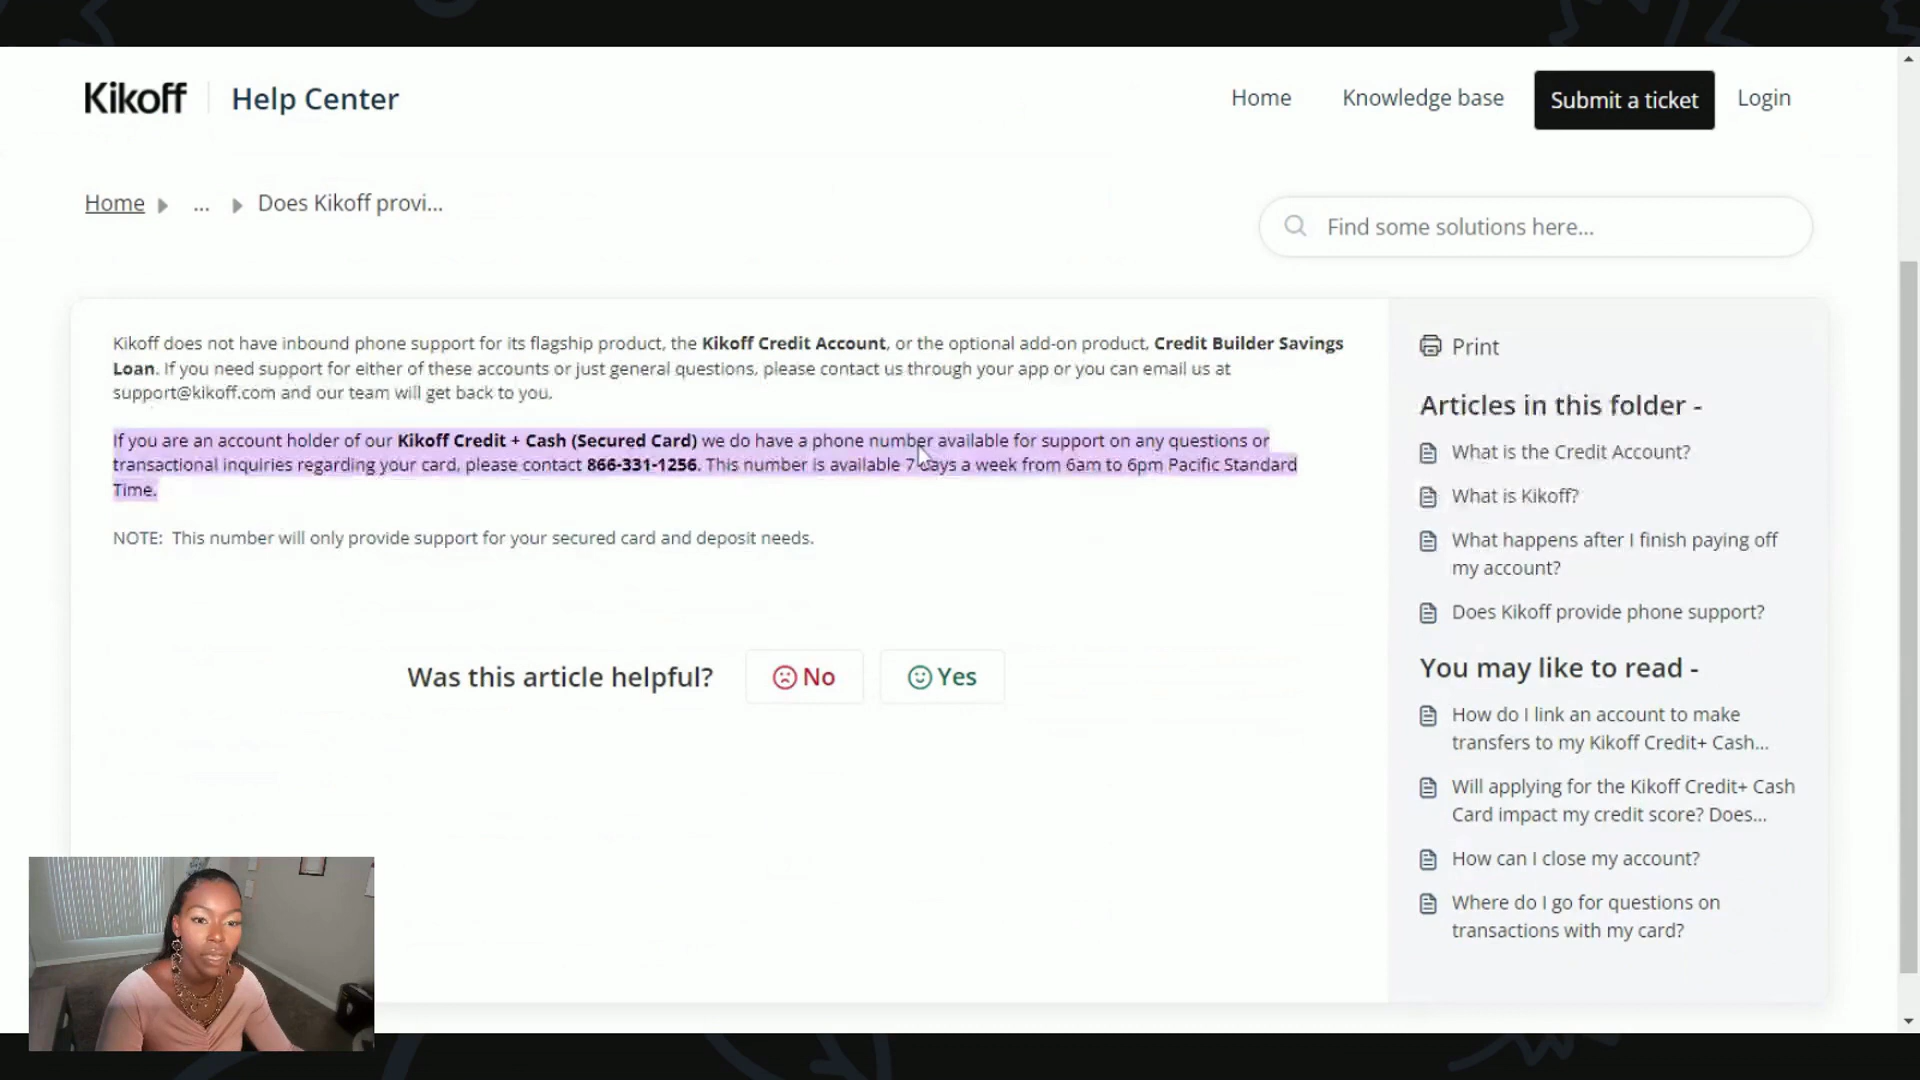 Kikoff
Help Center
Home
Knowledge base
Submit a ticket
Login
Home
...
Does Kikoff provi...
Find some solutions here...
Kikoff does not have inbound phone support for its flagship product, the Kikoff Credit Account, or the optional add-on product, Credit Builder Savings
Loan. If you need support for either of these accounts or just general questions, please contact us through your app or you can email us at
support@kikoff.com and our team will get back to you.
If you are an account holder of our Kikoff Credit + Cash (Secured Card) we do have a phone number available for support on any questions or
transactional inquiries regarding your card, please contact 866-331-1256. This number is available 7 days a week from 6am to 6pm Pacific Standard
Time.
NOTE: This number will only provide support for your secured card and deposit needs.
Was this article helpful?
No
Yes
Print
Articles in this folder -
What is the Credit Account?
What is Kikoff?
What happens after I finish paying off
my account?
Does Kikoff provide phone support?
You may like to read -
How do I link an account to make
transfers to my Kikoff Credit+ Cash...
Will applying for the Kikoff Credit+ Cash
Card impact my credit score? Does...
How can I close my account?
Where do I go for questions on
transactions with my card?